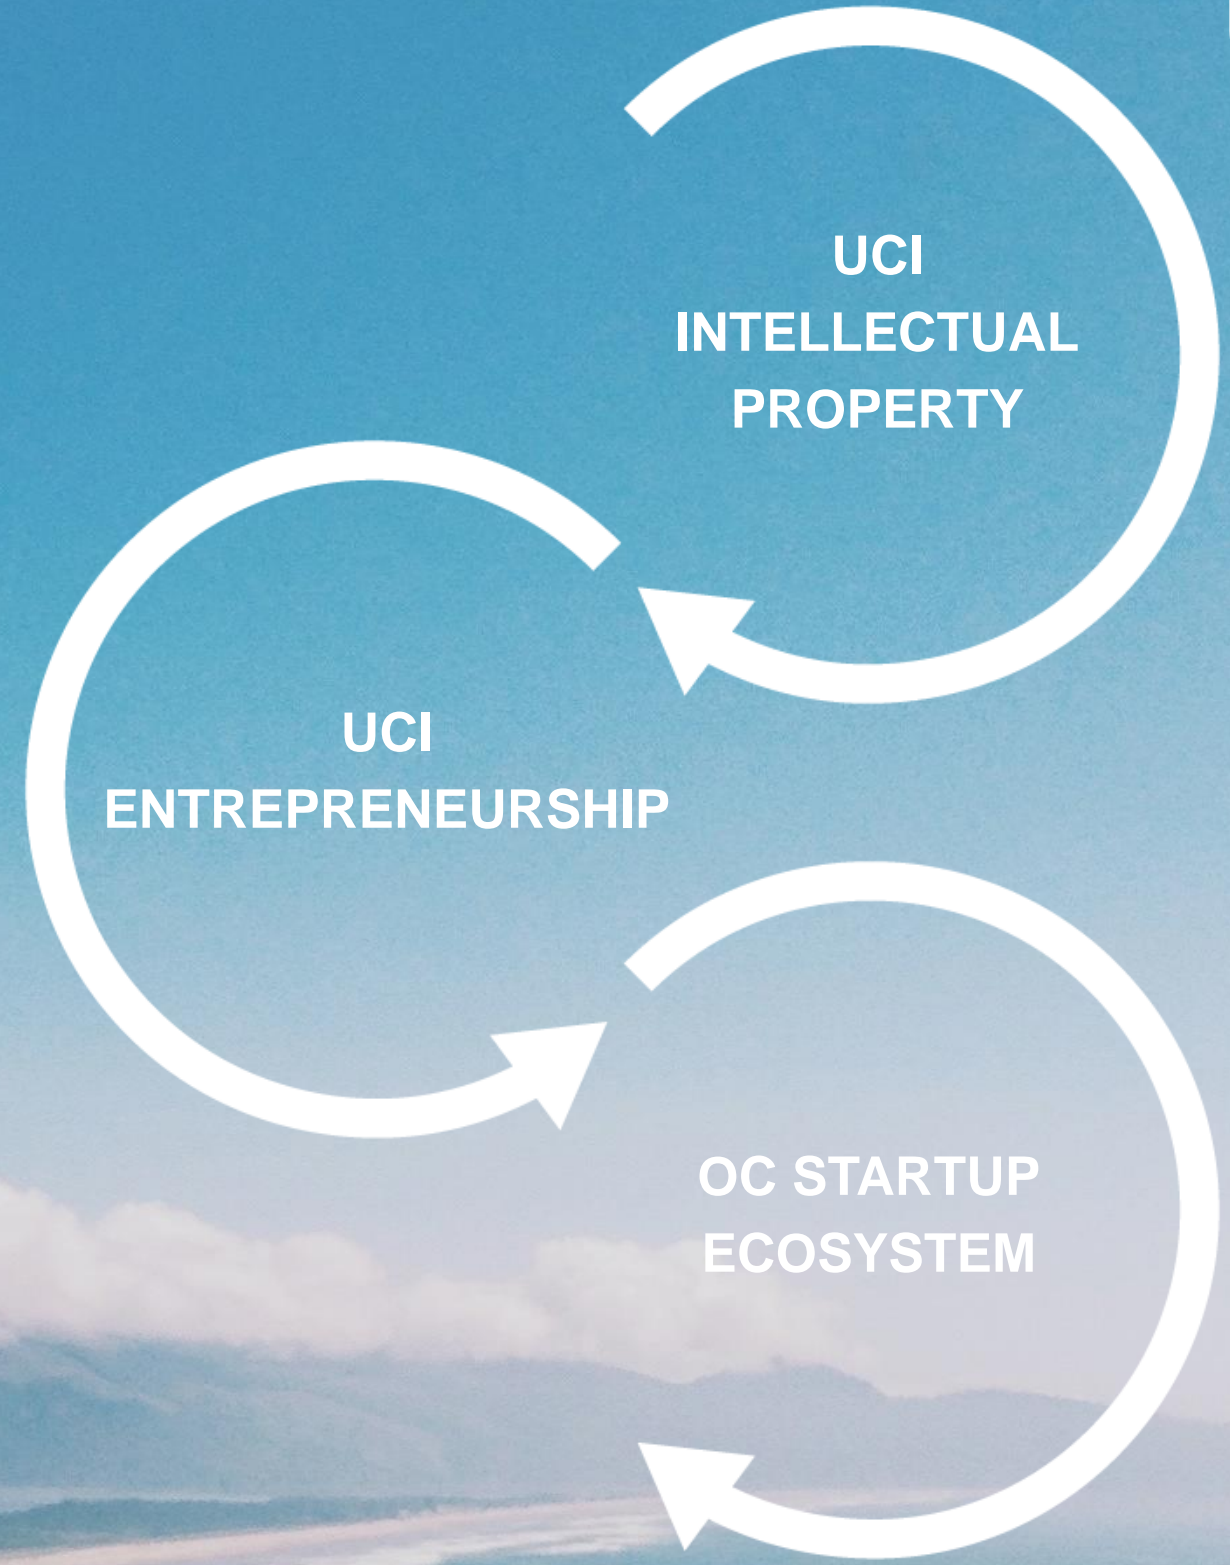 UCI
INTELLECTUAL
PROPERTY
UCI
ENTREPRENEURSHIP
OC STARTUP
ECOSYSTEM